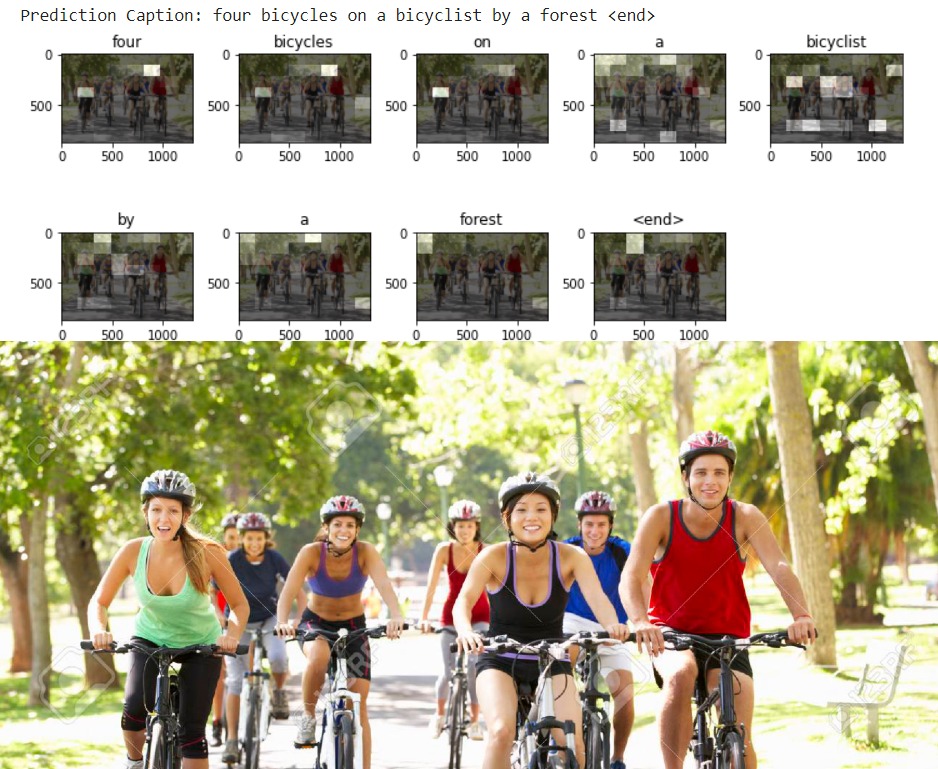 Prediction Caption: four bicycles on a bicyclist by a forest <end>
four bicycles on a bicyclist
0 0 0 0 0
500 500 500 500 500
0 500 1000 0 500 1000 0 500 1000 0 500 1000 0 500 1000
by a forest <end>
0 0 0 0
500 500 500 500
0 500 1000 0 500 1000 0 500 1000 0 500 1000
123RF